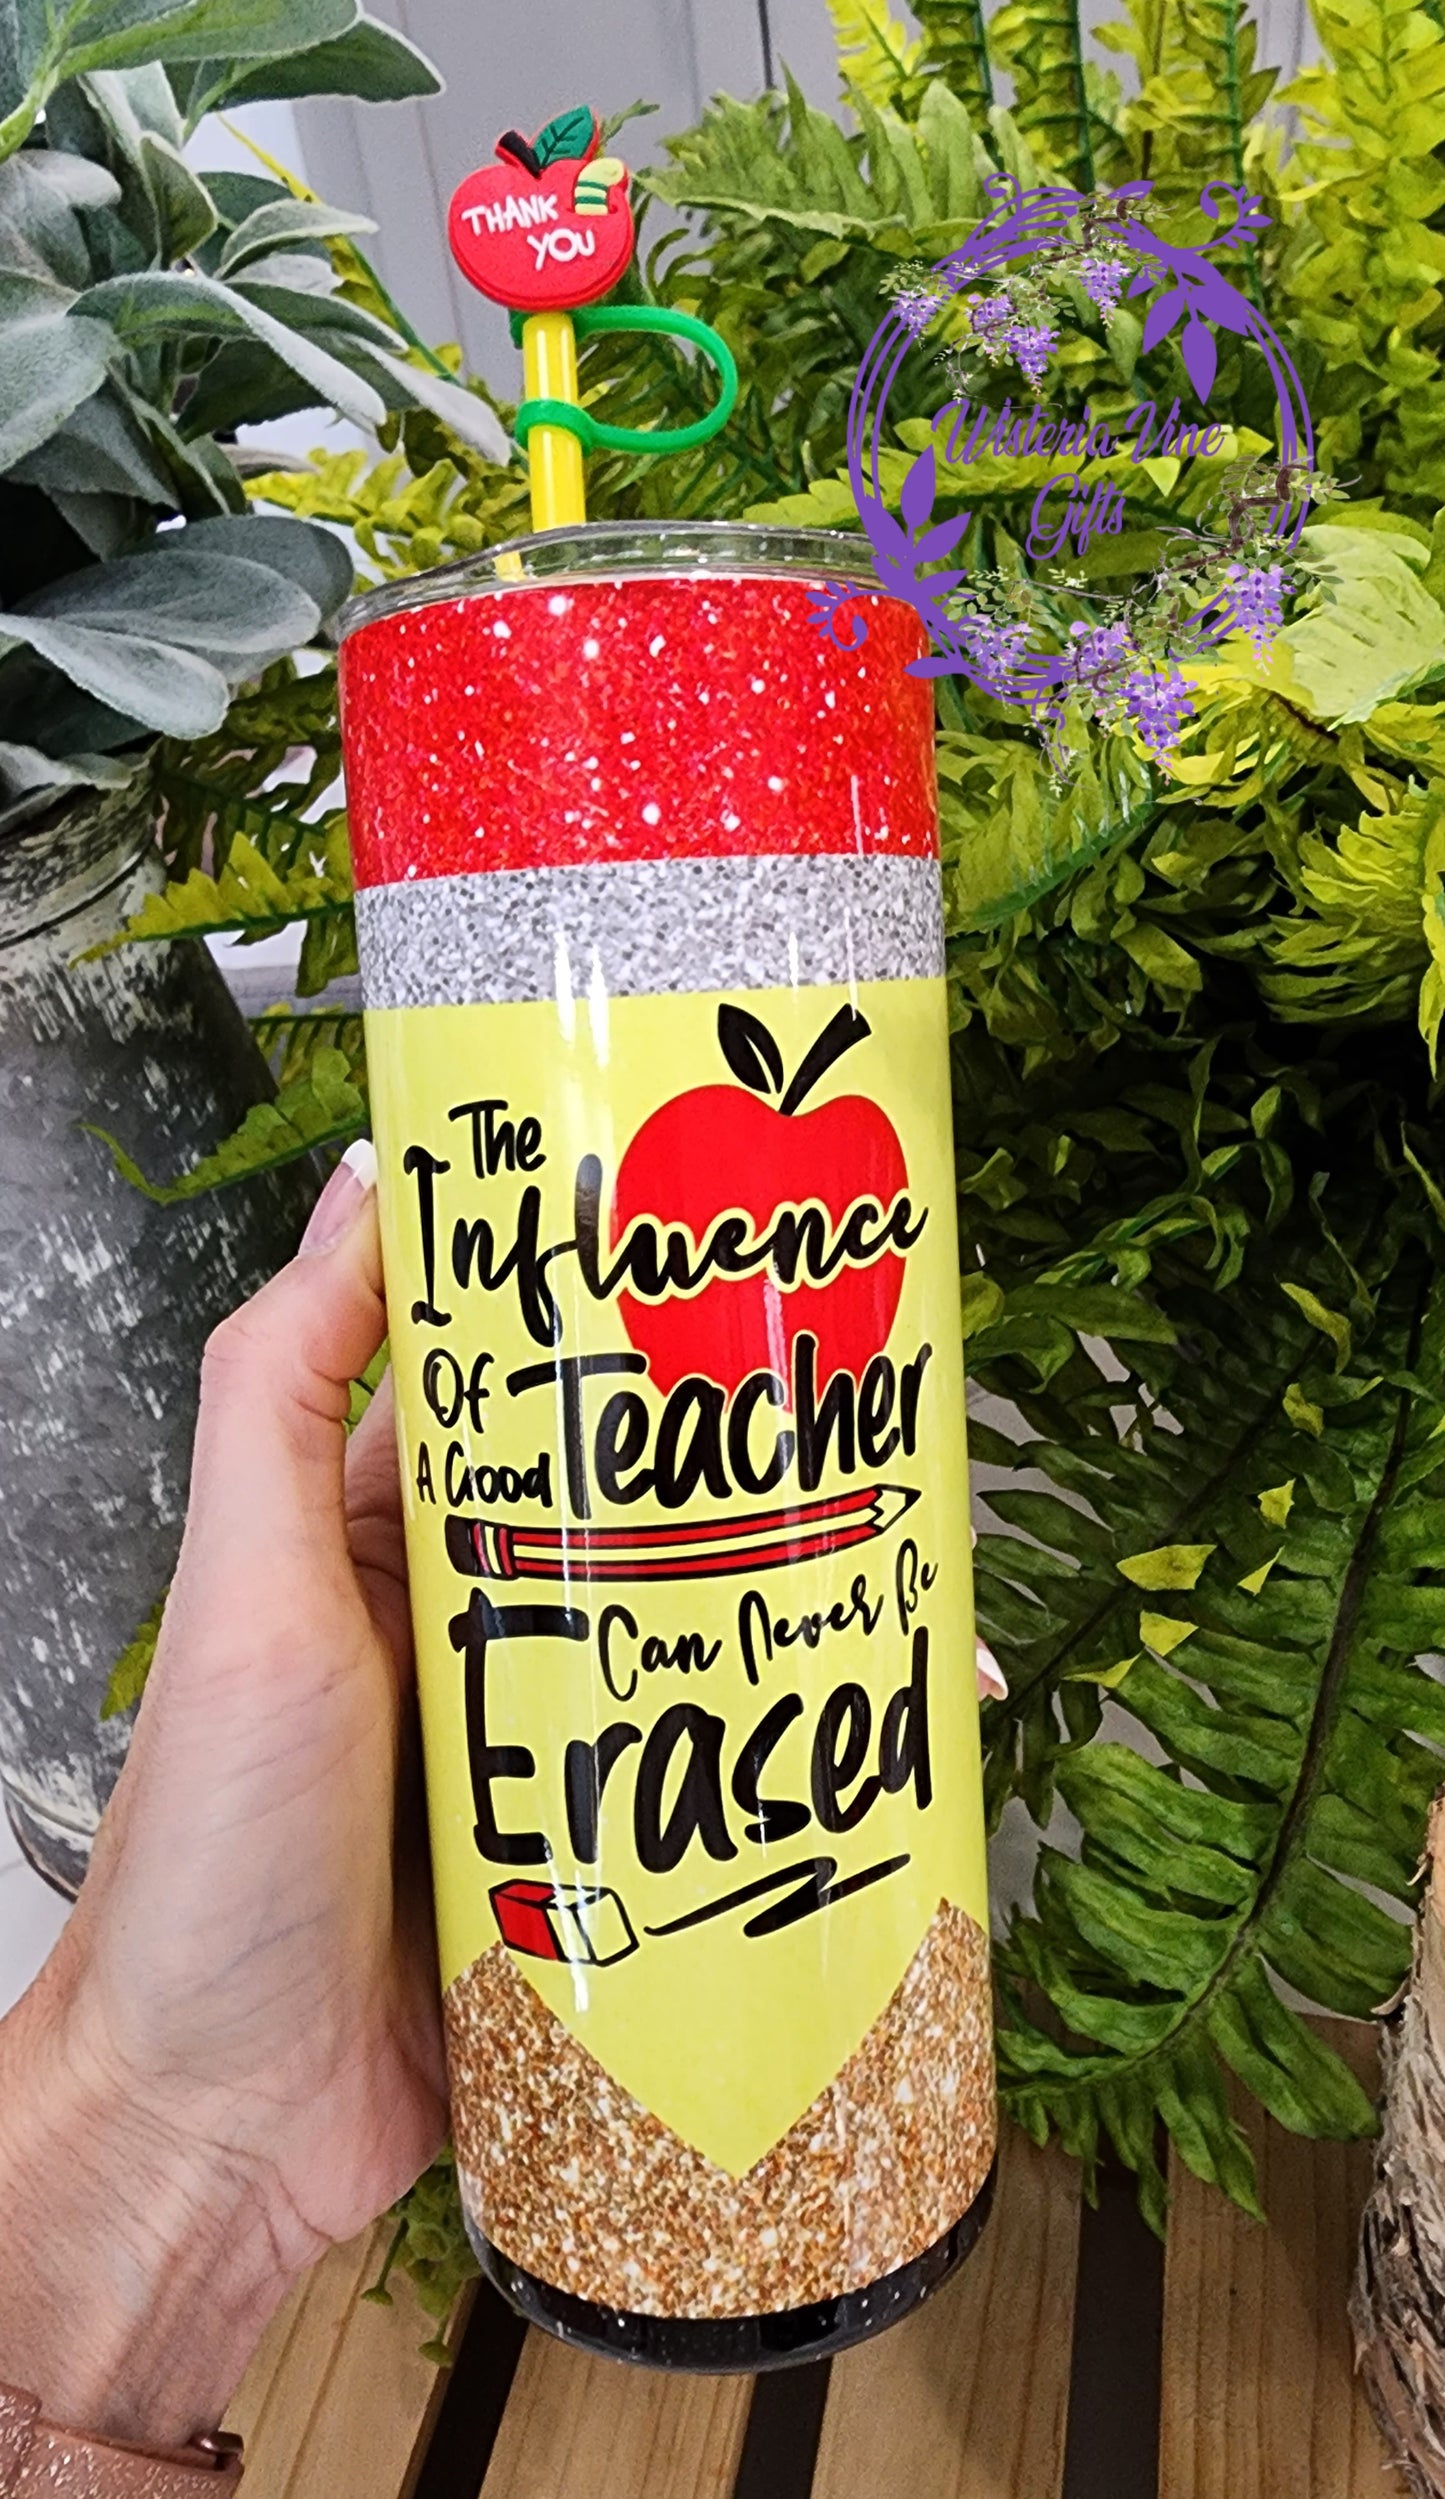 THANK
YOU
Wisteria Vine
Gifts
The
Influence
Of
A Good Teacher
Can Never Be
Erased